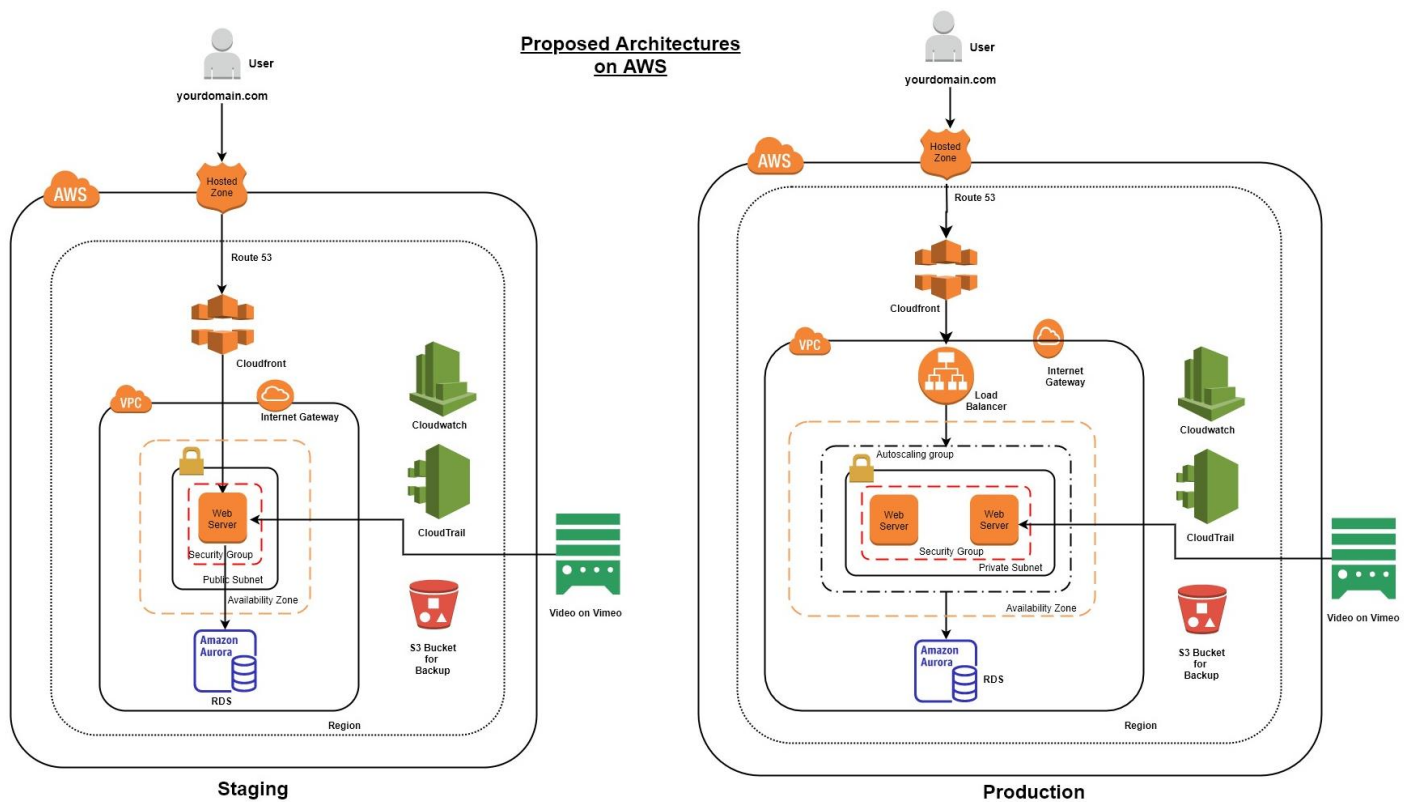 Proposed Architectures
on AWS
User
yourdomain.com
AWS
Hosted
Zone
Route 53
Cloudfront
VPC
Internet Gateway
Cloudwatch
CloudTrail
Web
Server
Security Group
Public Subnet
Availability Zone
Amazon
Aurora
RDS
S3 Bucket
for
Backup
Video on Vimeo
Region
Staging
User
yourdomain.com
AWS
Hosted
Zone
Route 53
Cloudfront
VPC
Internet
Gateway
Load
Balancer
Cloudwatch
Autoscaling group
Web
Server
Web
Server
Security Group
Private Subnet
Availability Zone
CloudTrail
Video on Vimeo
Amazon
Aurora
RDS
S3 Bucket
for
Backup
Region
Production